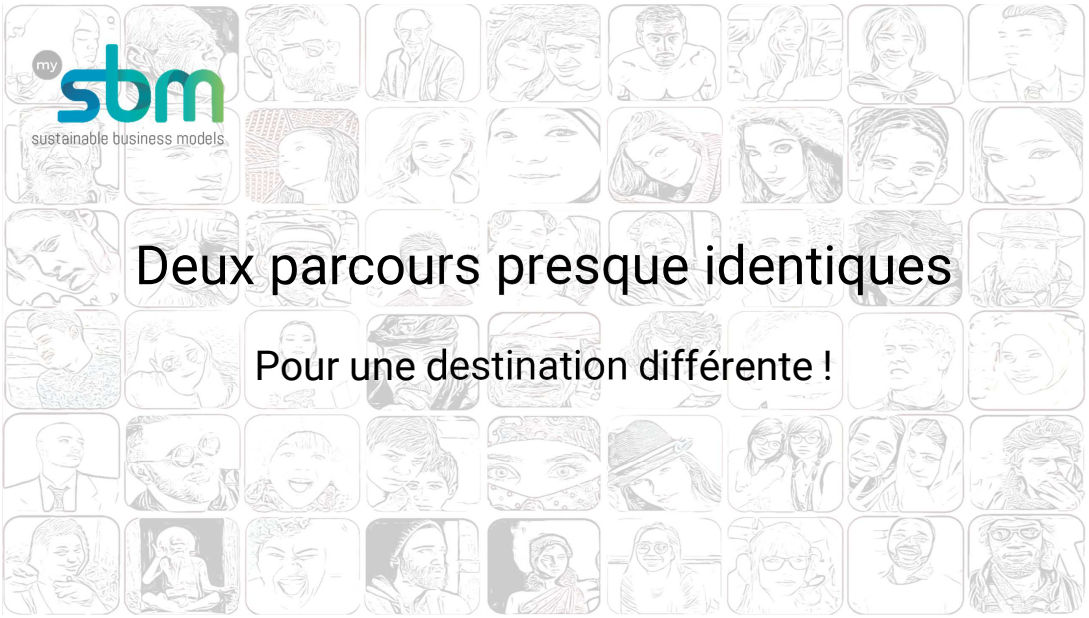 my
sbm
sustainable business models
Deux parcours presque identiques
Pour une destination différente !